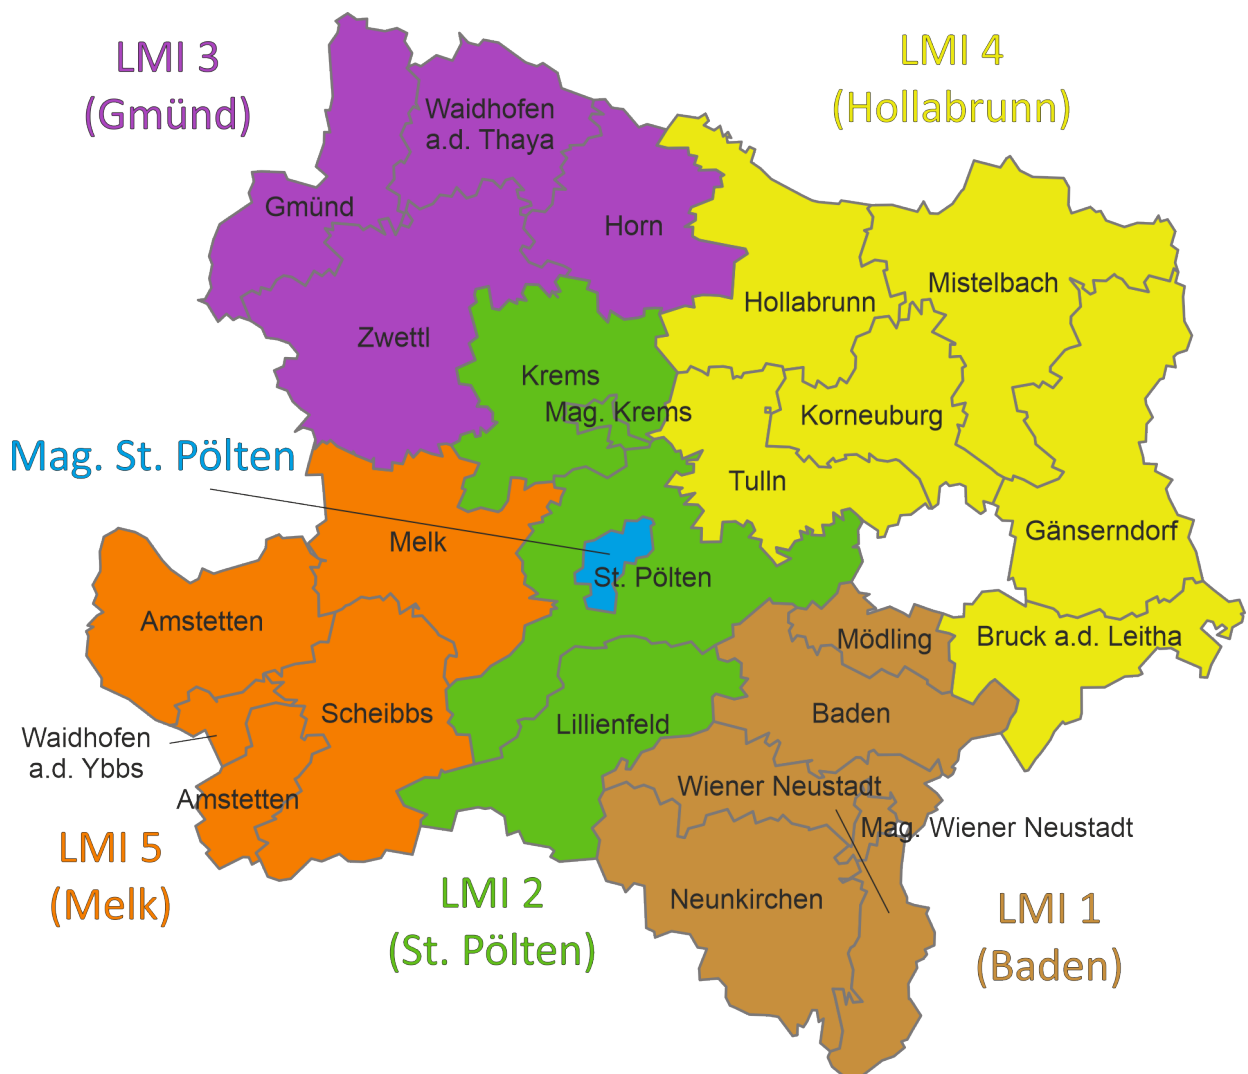 LMI 3
(Gmünd)
LMI 4
(Hollabrunn)
Waidhofen
a.d. Thaya
Gmünd
Horn
Mistelbach
Hollabrunn
Zwettl
Krems
Mag. Krems
Korneuburg
Mag. St. Pölten
Tulln
Gänserndorf
Melk
St. Pölten
Amstetten
Mödling
Bruck a.d. Leitha
Scheibbs
Lillienfeld
Baden
Waidhofen
a.d. Ybbs
Wiener Neustadt
Amstetten
Mag. Wiener Neustadt
LMI 5
(Melk)
LMI 2
(St. Pölten)
Neunkirchen
LMI 1
(Baden)